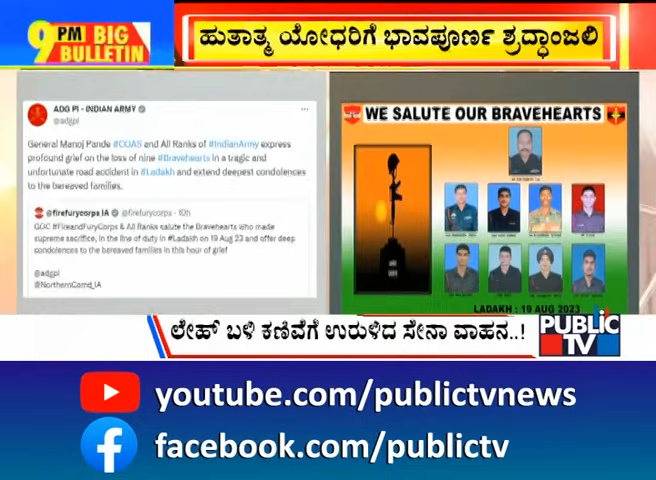 9 PM BIG BULLETIN
ಹುತಾತ್ಮ ಯೋಧರಿಗೆ ಭಾವಪೂರ್ಣ ಶ್ರದ್ಧಾಂಜಲಿ
ADG PI - INDIAN ARMY
@adgpi
General Manoj Pande #COAS and All Ranks of #IndianArmy express
profound grief on the loss of nine #Bravehearts in a tragic and
unfortunate road accident in #Ladakh and extend deepest condolences
to the bereaved families.
@firefurycorps_IA @firefurycorps · 10h
GOC #FireandFuryCorps & All Ranks salute the Bravehearts who made
supreme sacrifice, in the line of duty in #Ladakh on 19 Aug 23 and offer deep
condolences to the bereaved families in this hour of grief
@adgpi
@NorthernComd_IA
WE SALUTE OUR BRAVEHEARTS
LADAKH : 19 AUG 2023
ಲೇಹ್ ಬಳಿ ಕಣಿವೆಗೆ ಉರುಳಿದ ಸೇನಾ ವಾಹನ..!
PUBLIC TV
youtube.com/publictvnews
facebook.com/publictv